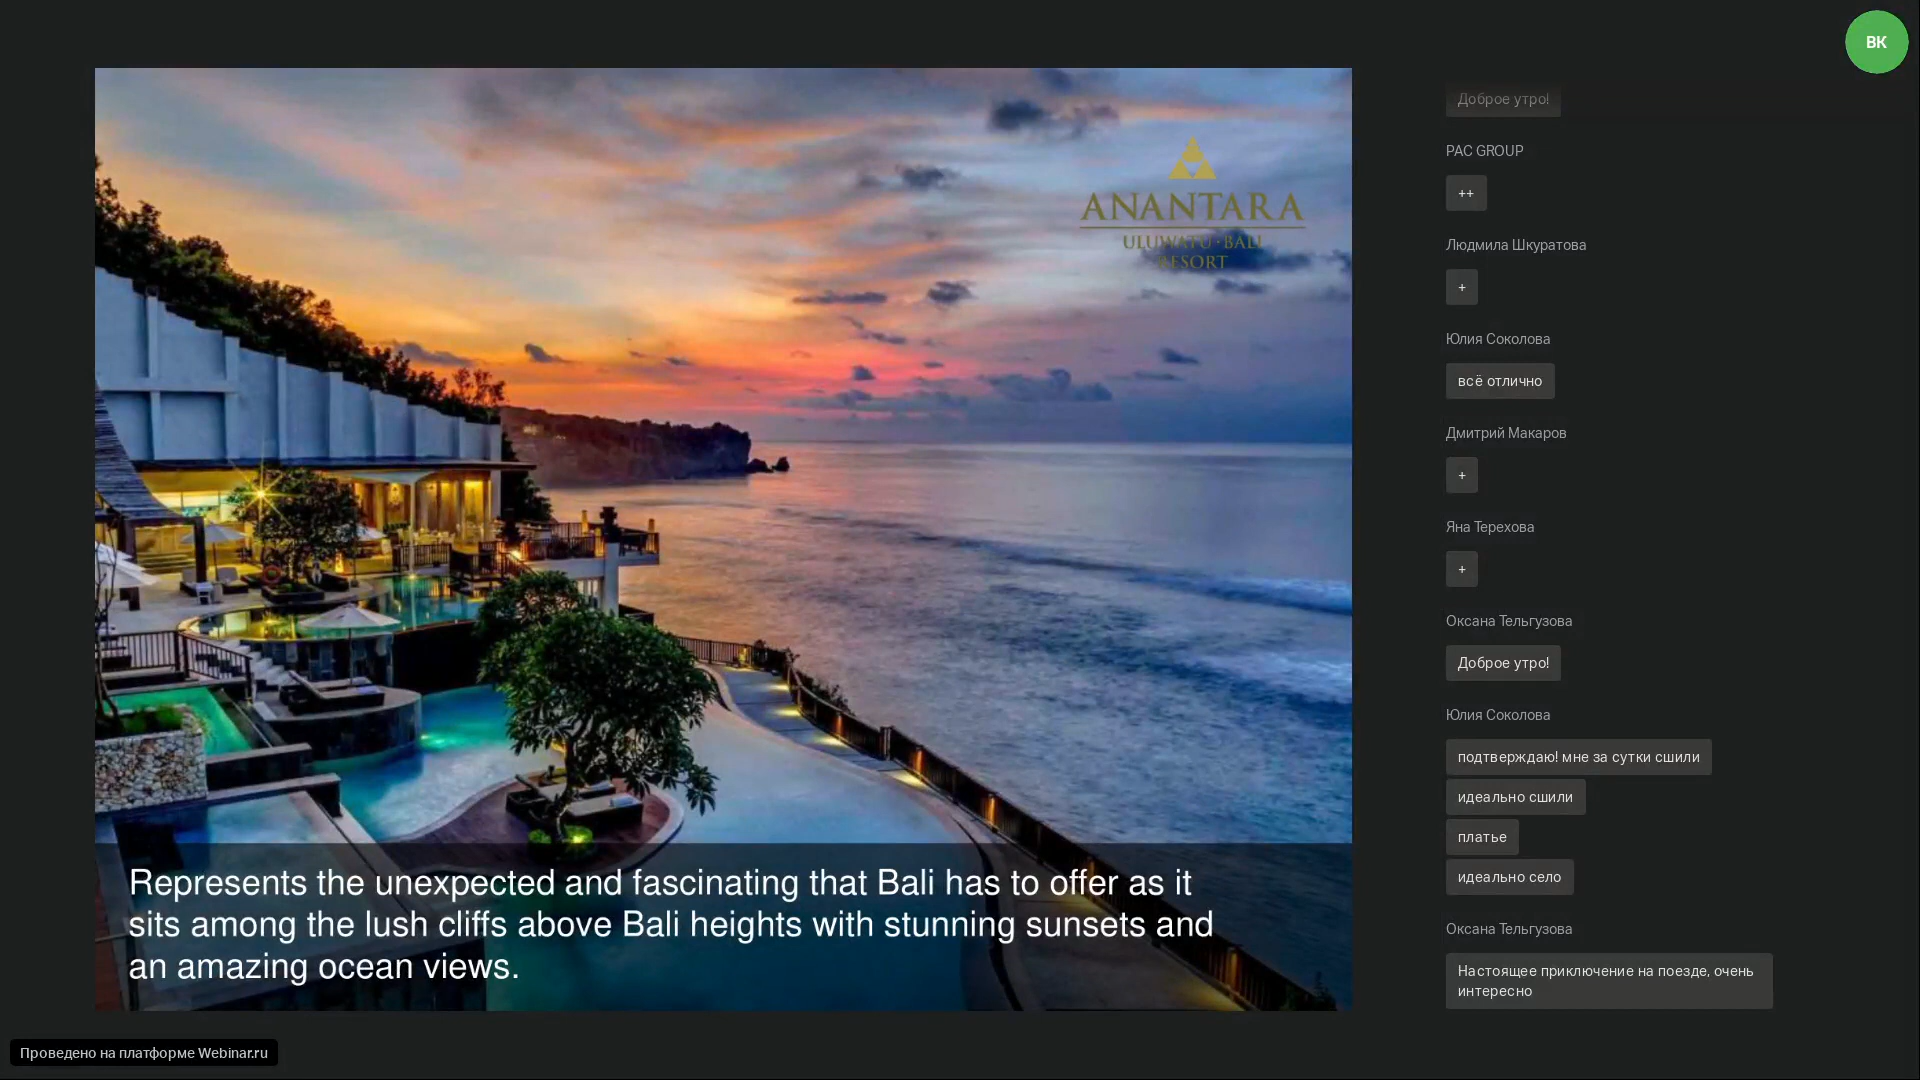 ВК
ANANTARA
ULUWATU · BALI
RESORT
Represents the unexpected and fascinating that Bali has to offer as it
sits among the lush cliffs above Bali heights with stunning sunsets and
an amazing ocean views.
Доброе утро!
PAC GROUP
++
Людмила Шкуратова
+
Юлия Соколова
всё отлично
Дмитрий Макаров
+
Яна Терехова
+
Оксана Тельгузова
Доброе утро!
Юлия Соколова
подтверждаю! мне за сутки сшили
идеально сшили
платье
идеально село
Оксана Тельгузова
Настоящее приключение на поезде, очень
интересно
Проведено на платформе Webinar.ru